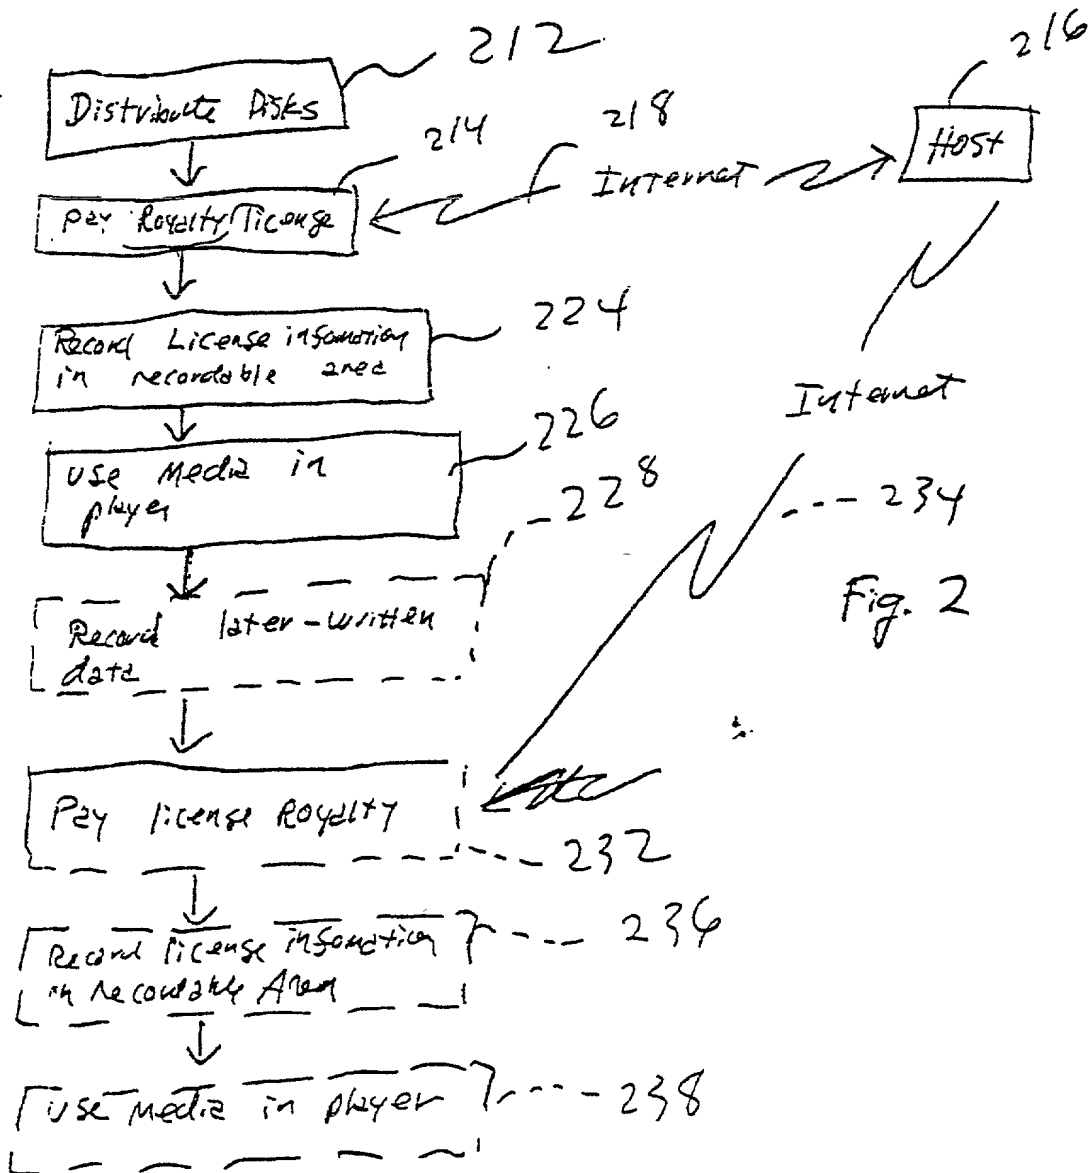 212
Distribute Disks
216
Host
214
218
Internet
Pay Royalty/License
224
Record License information
in recordable area
Internet
226
Use Media in
player
228
234
Record later-written
data
Fig. 2
Pay license Royalty
232
Record license information
in recordable Area
236
Use Media in player
238